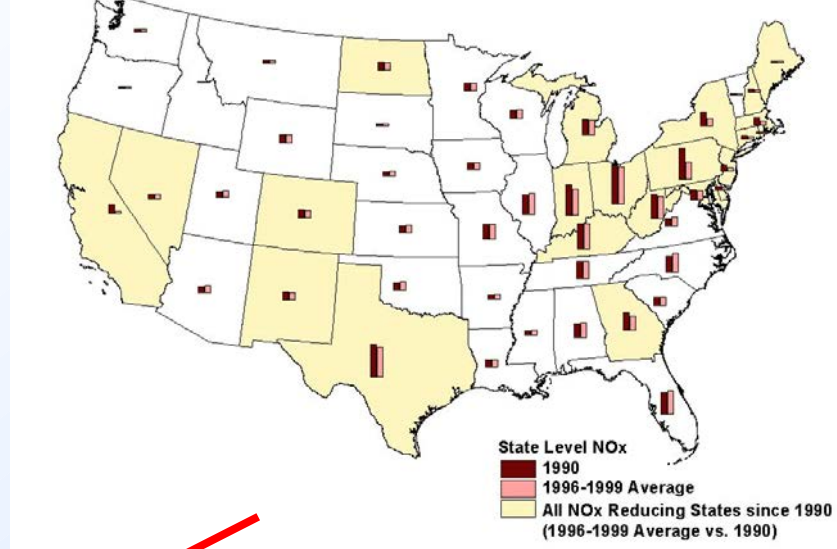 State Level NOx
1990
1996-1999 Average
All NOx Reducing States since 1990
(1996-1999 Average vs. 1990)